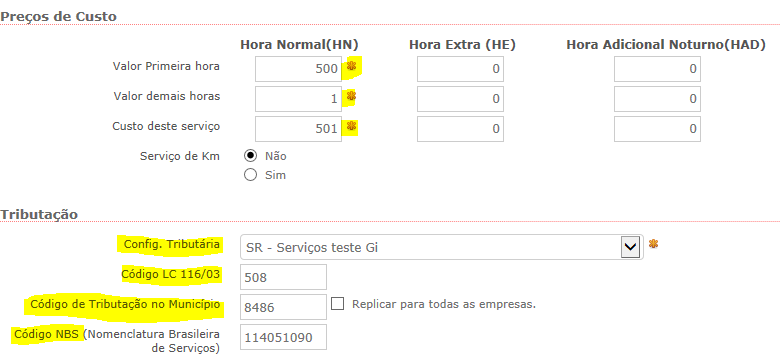 Preços de Custo
Hora Normal(HN) Hora Extra (HE) Hora Adicional Noturno(HAD)
Valor Primeira hora 500 0 0
Valor demais horas 1 0 0
Custo deste serviço 501 0 0
Serviço de Km Não
Sim
Tributação
Config. Tributária SR - Serviços teste Gi
Código LC 116/03 508
Código de Tributação no Município 8486 Replicar para todas as empresas.
Código NBS (Nomenclatura Brasileira 114051090
de Serviços)